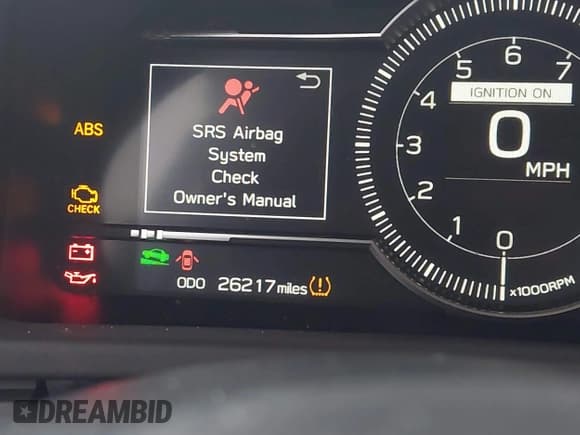 ABS
CHECK
SRS Airbag
System
Check
Owner's Manual
ODO 26217 miles
0 1 2 3 4 5 6 7
IGNITION ON
0
MPH
x1000RPM
DREAMBID